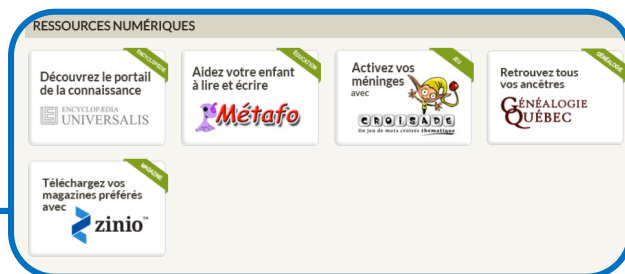 RESSOURCES NUMÉRIQUES
ENCYCLOPÉDIE
Découvrez le portail
de la connaissance
ENCYCLOPÆDIA
UNIVERSALIS
ÉDUCATION
Aidez votre enfant
à lire et écrire
Métafo
JEU
Activez vos
méninges
avec
CROISADE
Un jeu de mots croisés thématique
GÉNÉALOGIE
Retrouvez tous
vos ancêtres
GÉNÉALOGIE
QUÉBEC
MAGAZINE
Téléchargez vos
magazines préférés
avec
zinio™